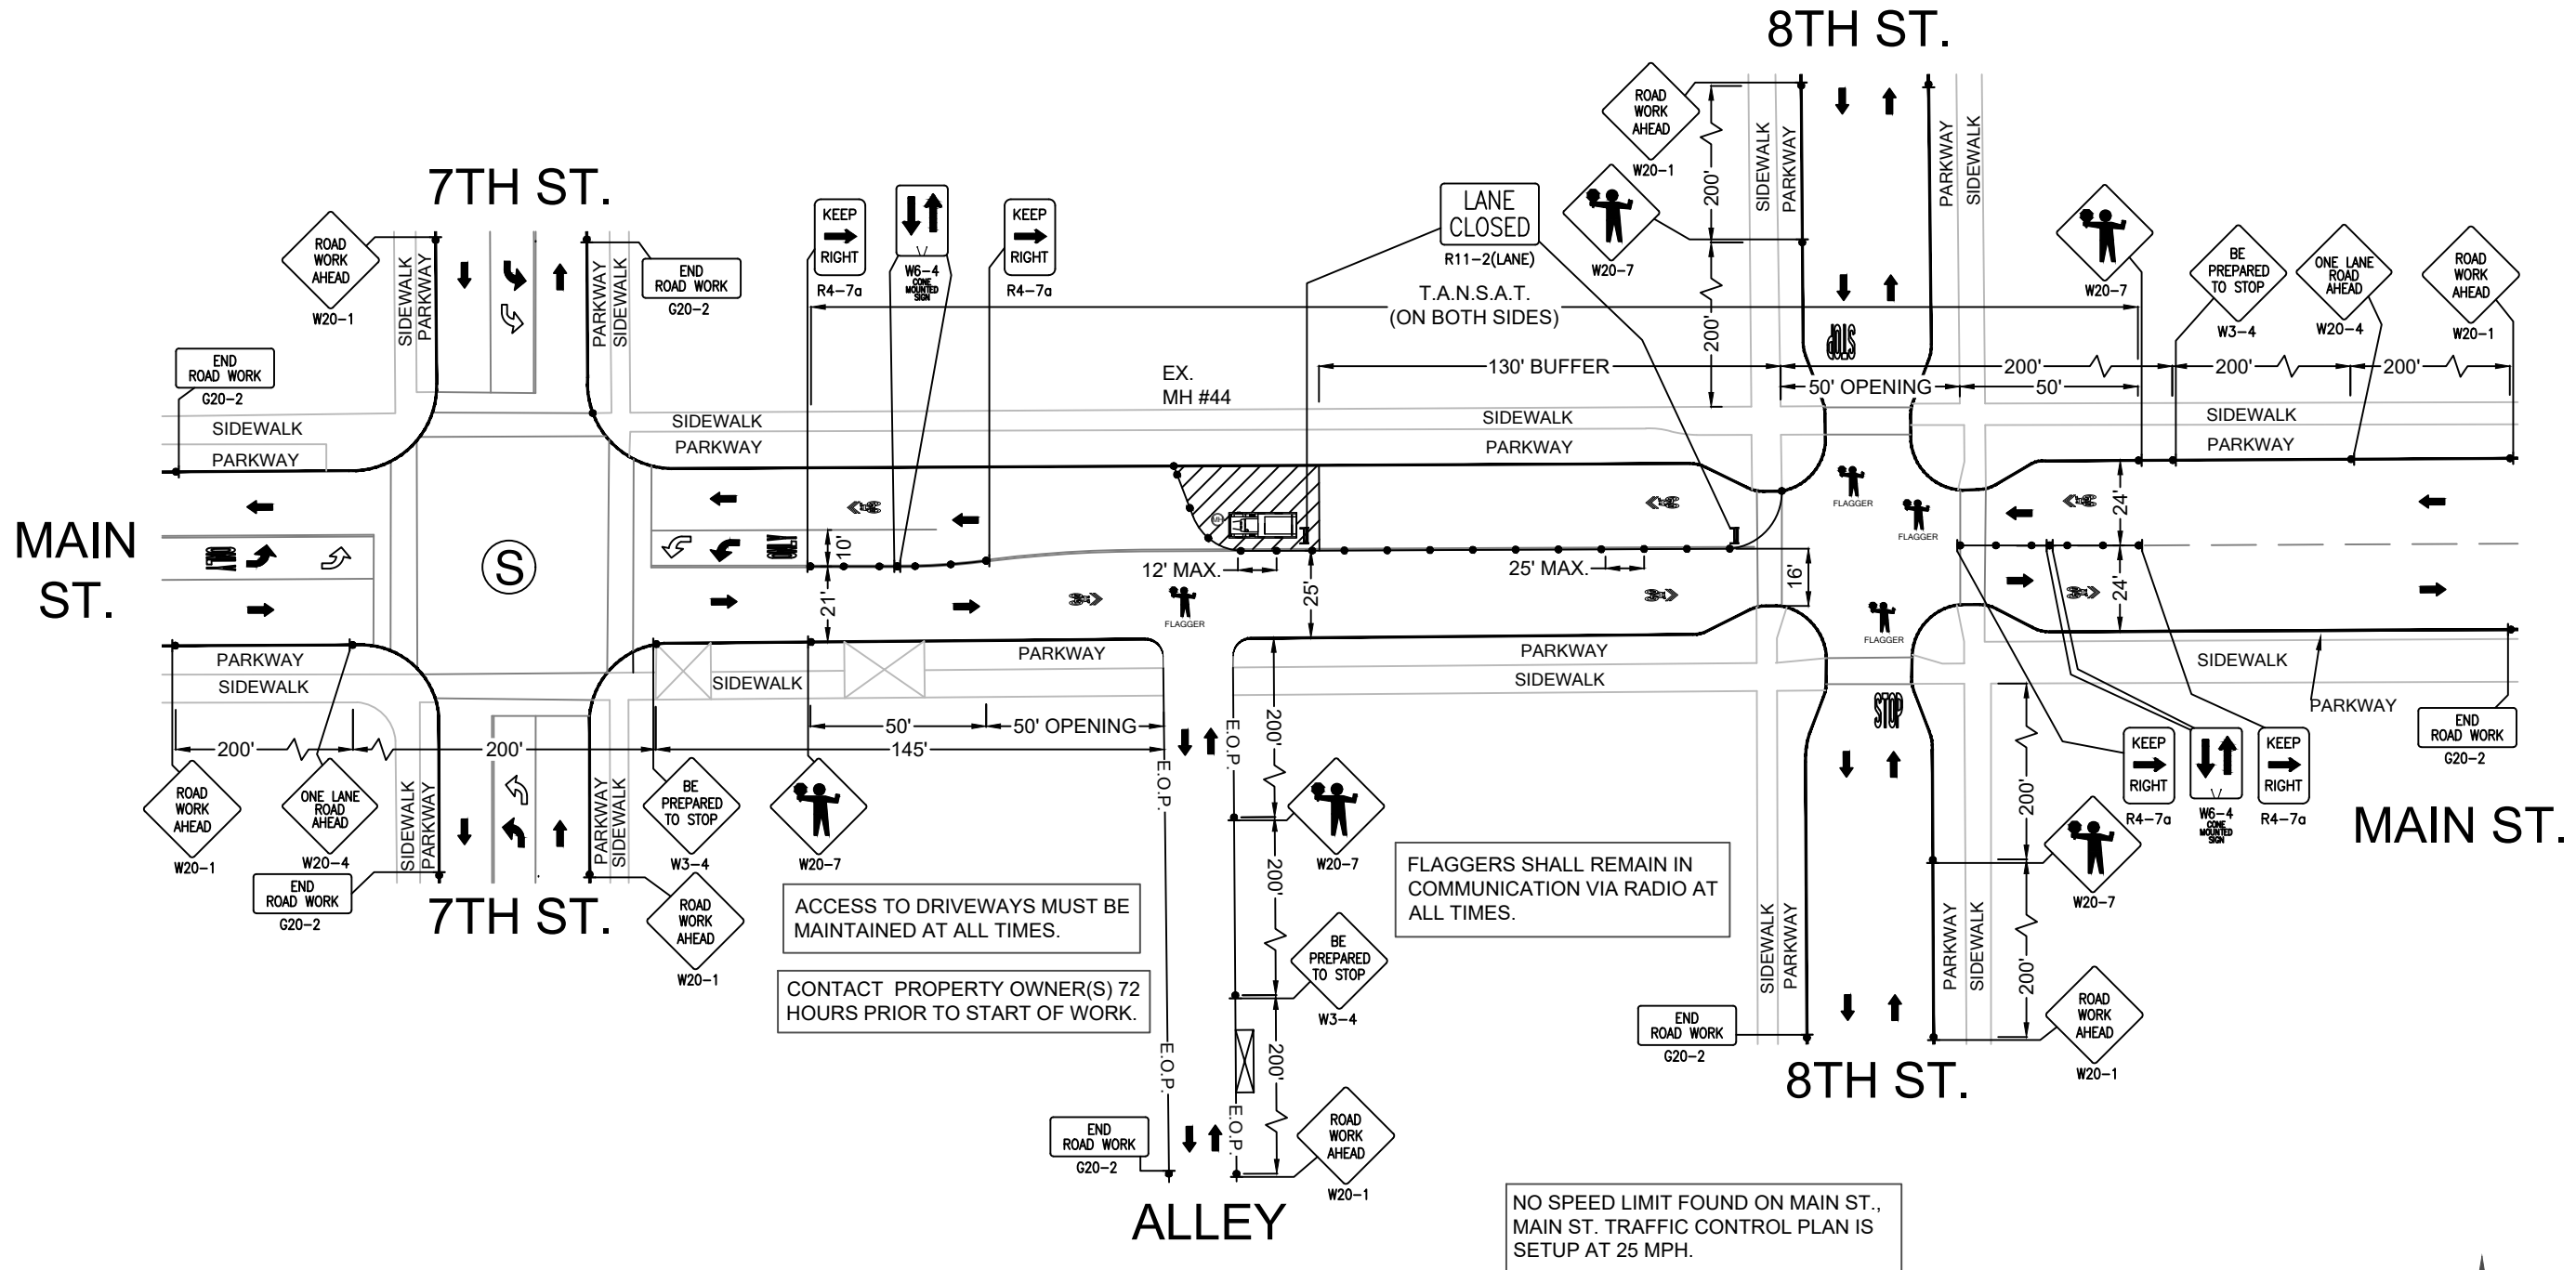 8TH ST.
7TH ST.
ROAD
WORK
AHEAD
W20-1
END
ROAD WORK
G20-2
END
ROAD WORK
G20-2
KEEP
RIGHT
R4-7a
W6-4
CONE
MOUNTED
SIGN
KEEP
RIGHT
R4-7a
LANE
CLOSED
R11-2(LANE)
T.A.N.S.A.T.
(ON BOTH SIDES)
ROAD
WORK
AHEAD
W20-1
W20-7
200'
200'
SIDEWALK
PARKWAY
PARKWAY
SIDEWALK
W20-7
BE
PREPARED
TO STOP
W3-4
ONE LANE
ROAD
AHEAD
W20-4
ROAD
WORK
AHEAD
W20-1
SIDEWALK
PARKWAY
PARKWAY
SIDEWALK
STOP
EX.
MH #44
130' BUFFER
200'
200'
200'
50' OPENING
50'
SIDEWALK
PARKWAY
SIDEWALK
PARKWAY
SIDEWALK
PARKWAY
SIDEWALK
PARKWAY
MAIN
ST.
ONLY
S
ONLY
10'
21'
MH
12' MAX.
25' MAX.
25'
16'
24'
24'
FLAGGER
FLAGGER
FLAGGER
FLAGGER
PARKWAY
SIDEWALK
SIDEWALK
PARKWAY
PARKWAY
SIDEWALK
SIDEWALK
PARKWAY
STOP
200'
200'
50'
50' OPENING
145'
ROAD
WORK
AHEAD
W20-1
ONE LANE
ROAD
AHEAD
W20-4
END
ROAD WORK
G20-2
SIDEWALK
PARKWAY
PARKWAY
SIDEWALK
7TH ST.
BE
PREPARED
TO STOP
W3-4
ROAD
WORK
AHEAD
W20-1
W20-7
ACCESS TO DRIVEWAYS MUST BE
MAINTAINED AT ALL TIMES.
CONTACT PROPERTY OWNER(S) 72
HOURS PRIOR TO START OF WORK.
E.O.P.
E.O.P.
E.O.P.
E.O.P.
200'
200'
200'
W20-7
BE
PREPARED
TO STOP
W3-4
ROAD
WORK
AHEAD
W20-1
END
ROAD WORK
G20-2
ALLEY
FLAGGERS SHALL REMAIN IN
COMMUNICATION VIA RADIO AT
ALL TIMES.
SIDEWALK
PARKWAY
PARKWAY
SIDEWALK
200'
200'
END
ROAD WORK
G20-2
8TH ST.
W20-7
ROAD
WORK
AHEAD
W20-1
KEEP
RIGHT
R4-7a
W6-4
CONE
MOUNTED
SIGN
KEEP
RIGHT
R4-7a
END
ROAD WORK
G20-2
MAIN ST.
NO SPEED LIMIT FOUND ON MAIN ST.,
MAIN ST. TRAFFIC CONTROL PLAN IS
SETUP AT 25 MPH.